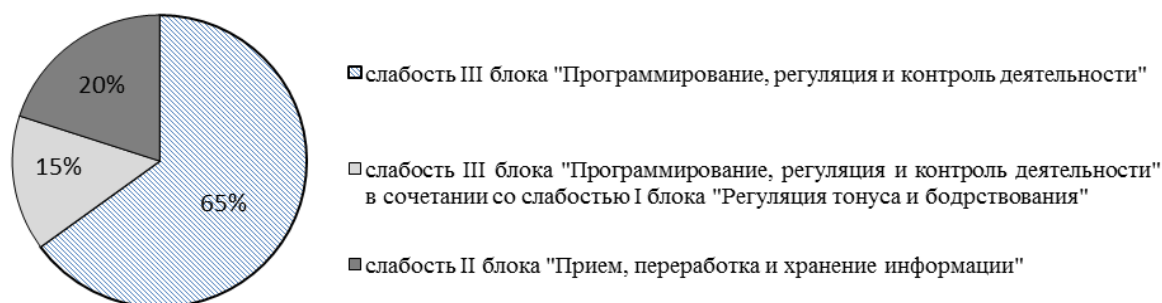 20%
15%
65%
слабость III блока "Программирование, регуляция и контроль деятельности"
слабость III блока "Программирование, регуляция и контроль деятельности"
в сочетании со слабостью I блока "Регуляция тонуса и бодрствования"
слабость II блока "Прием, переработка и хранение информации"